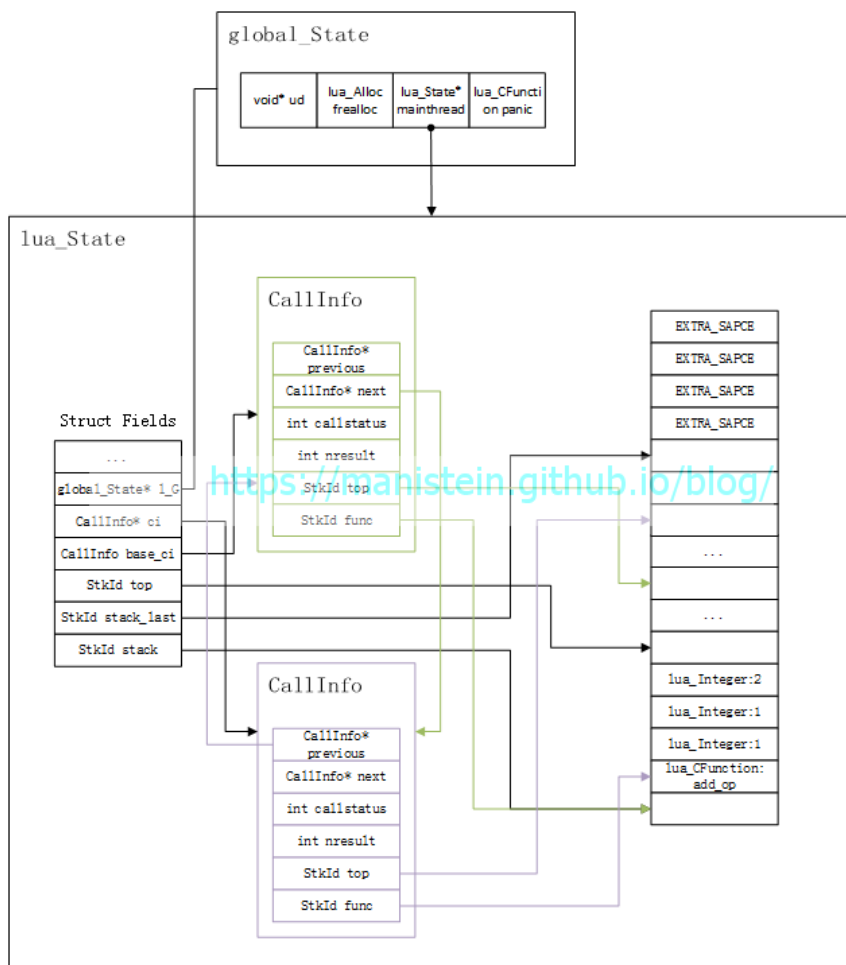 global_State
void* ud
lua_Alloc
frealloc
lua_State*
mainthread
lua_CFuncti
on panic
lua_State
CallInfo
CallInfo*
previous
CallInfo* next
int callstatus
int nresult
StkId top
StkId func
Struct Fields
...
global_State* l_G
CallInfo* ci
CallInfo base_ci
StkId top
StkId stack_last
StkId stack
CallInfo
CallInfo*
previous
CallInfo* next
int callstatus
int nresult
StkId top
StkId func
EXTRA_SAPCE
EXTRA_SAPCE
EXTRA_SAPCE
EXTRA_SAPCE
...
...
lua_Integer:2
lua_Integer:1
lua_Integer:1
lua_CFunction:
add_op
https://manistein.github.io/blog/